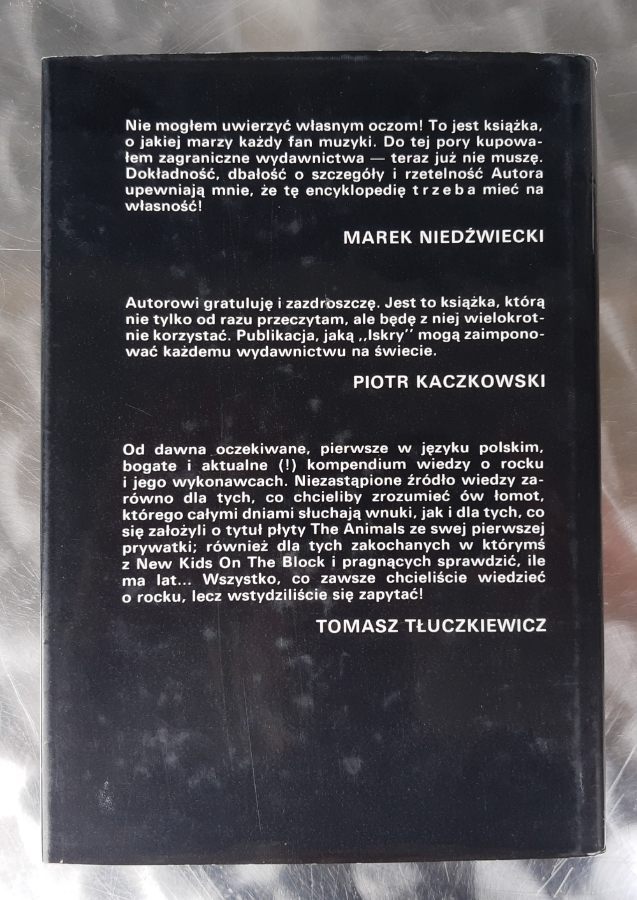 Nie mogłem uwierzyć własnym oczom! To jest książka,
o jakiej marzy każdy fan muzyki. Do tej pory kupowa-
łem zagraniczne wydawnictwa — teraz już nie muszę.
Dokładność, dbałość o szczegóły i rzetelność Autora
upewniają mnie, że tę encyklopedię t r z e b a mieć na
własność!
MAREK NIEDŹWIECKI
Autorowi gratuluję i zazdroszczę. Jest to książka, którą
nie tylko od razu przeczytam, ale będę z niej wielokrot-
nie korzystać. Publikacja, jaką „Iskry” mogą zaimpono-
wać każdemu wydawnictwu na świecie.
PIOTR KACZKOWSKI
Od dawna oczekiwane, pierwsze w języku polskim,
bogate i aktualne (!) kompendium wiedzy o rocku
i jego wykonawcach. Niezastąpione źródło wiedzy za-
równo dla tych, co chcieliby zrozumieć ów łomot,
którego całymi dniami słuchają wnuki, jak i dla tych, co
się założyli o tytuł płyty The Animals ze swej pierwszej
prywatki; również dla tych zakochanych w którymś
z New Kids On The Block i pragnących sprawdzić, ile
ma lat... Wszystko, co zawsze chcieliście wiedzieć
o rocku, lecz wstydziliście się zapytać!
TOMASZ TŁUCZKIEWICZ